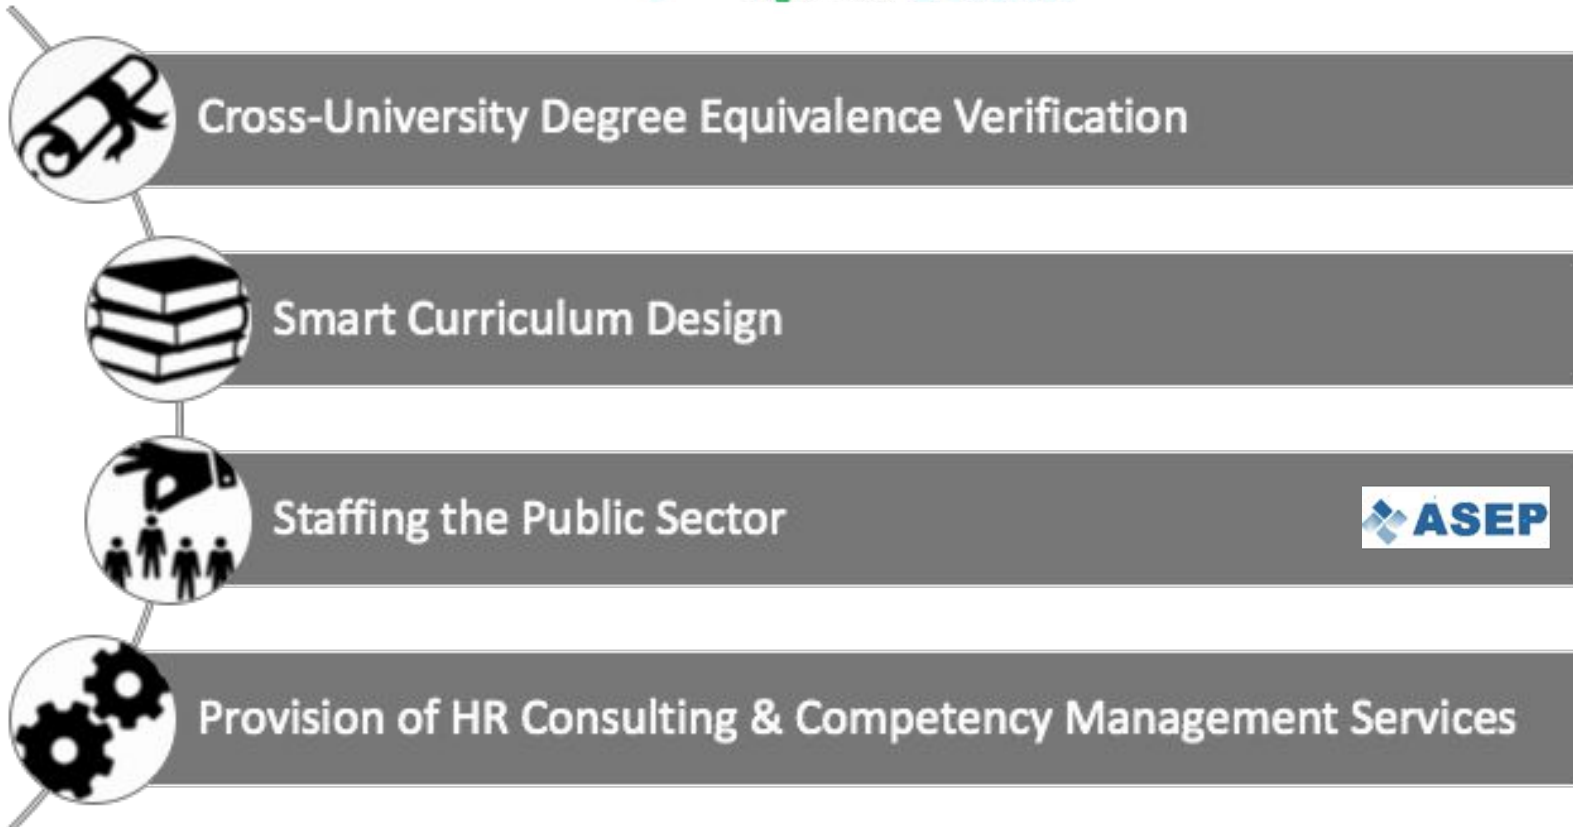 Cross-University Degree Equivalence Verification
Smart Curriculum Design
Staffing the Public Sector
ASEP
Provision of HR Consulting & Competency Management Services